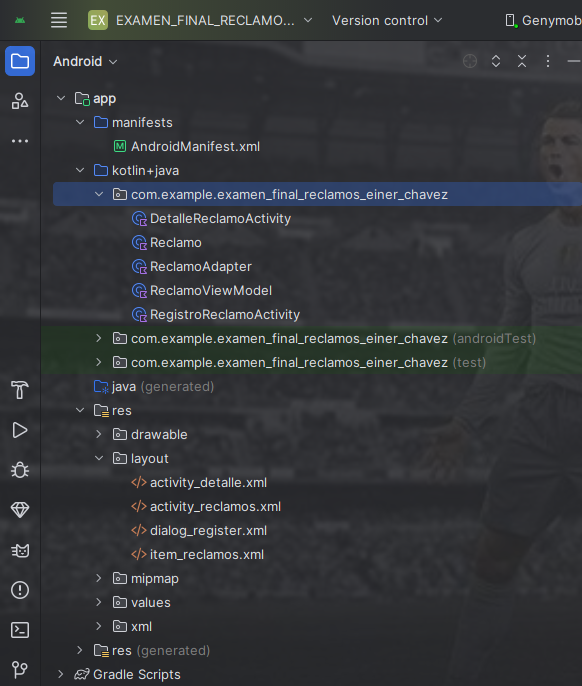 EX EXAMEN_FINAL_RECLAMO... Version control Genymob
Android
app
manifests
AndroidManifest.xml
kotlin+java
com.example.examen_final_reclamos_einer_chavez
DetalleReclamoActivity
Reclamo
ReclamoAdapter
ReclamoViewModel
RegistroReclamoActivity
com.example.examen_final_reclamos_einer_chavez (androidTest)
com.example.examen_final_reclamos_einer_chavez (test)
java (generated)
res
drawable
layout
activity_detalle.xml
activity_reclamos.xml
dialog_register.xml
item_reclamos.xml
mipmap
values
xml
res (generated)
Gradle Scripts